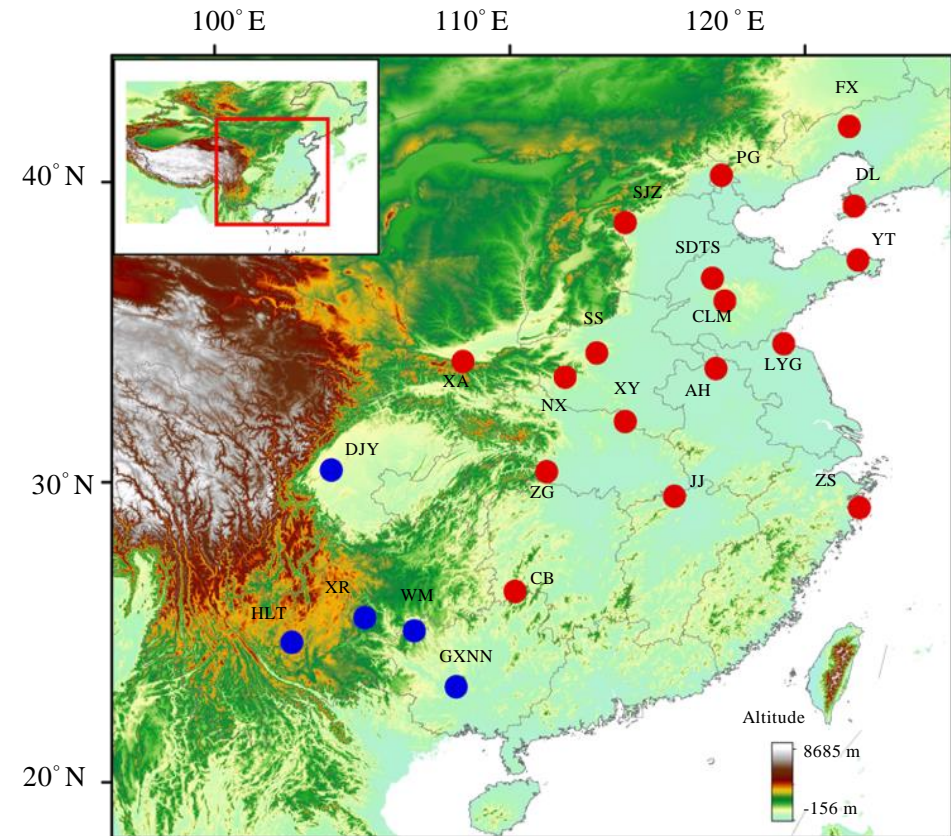 100°E 110°E 120°E
FX
PG
40°N
DL
SJZ
YT
SDTS
CLM
SS
LYG
XA
AH
NX
XY
DJY
30°N
ZG
JJ
ZS
CB
XR
WM
HLT
GXNN
Altitude
8685 m
20°N
-156 m